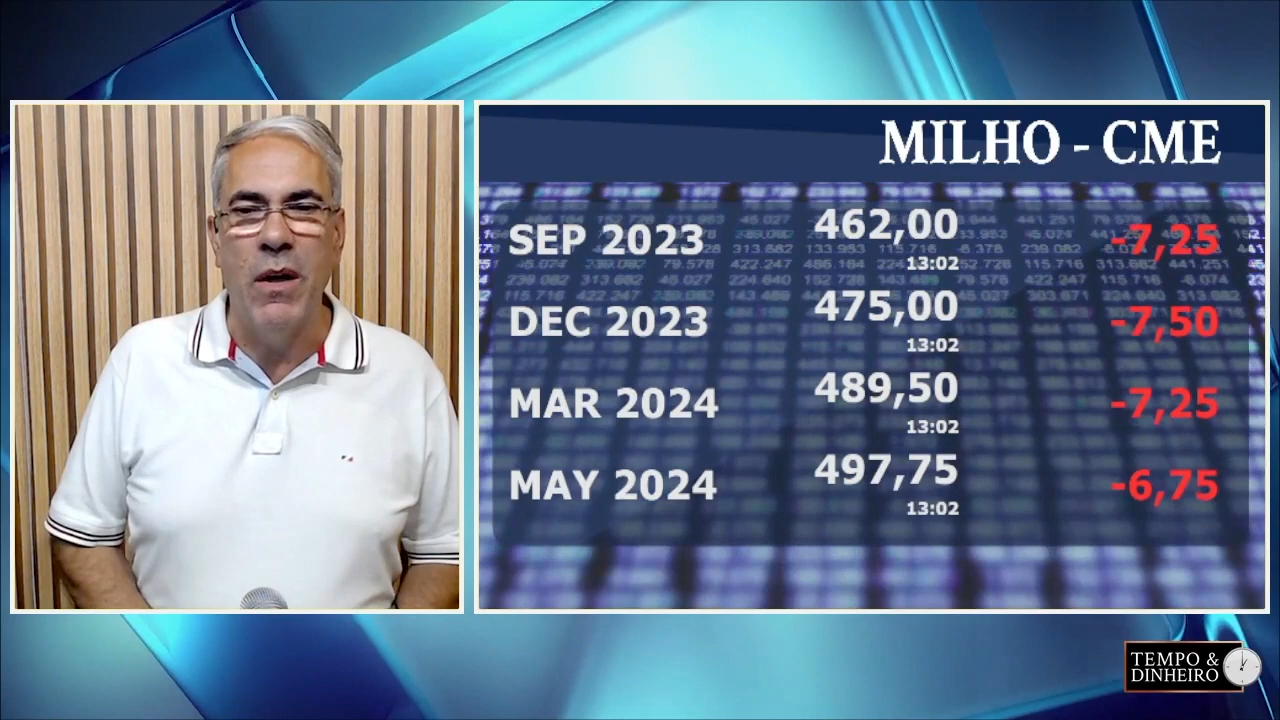 MILHO - CME
SEP 2023 462,00 -7,25
13:02
DEC 2023 475,00 -7,50
13:02
MAR 2024 489,50 -7,25
13:02
MAY 2024 497,75 -6,75
13:02
TEMPO &
DINHEIRO